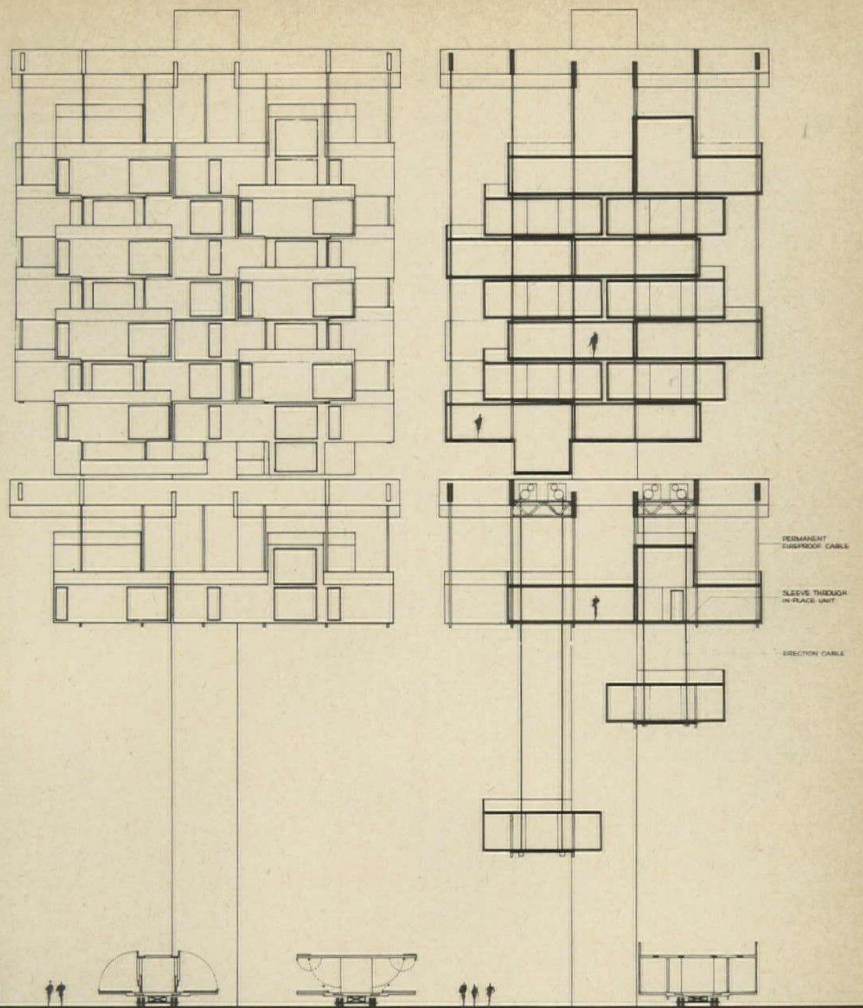 PERMANENT
FIREPROOF CABLE
SLEEVE THROUGH
IN-PLACE UNIT
ERECTION CABLE